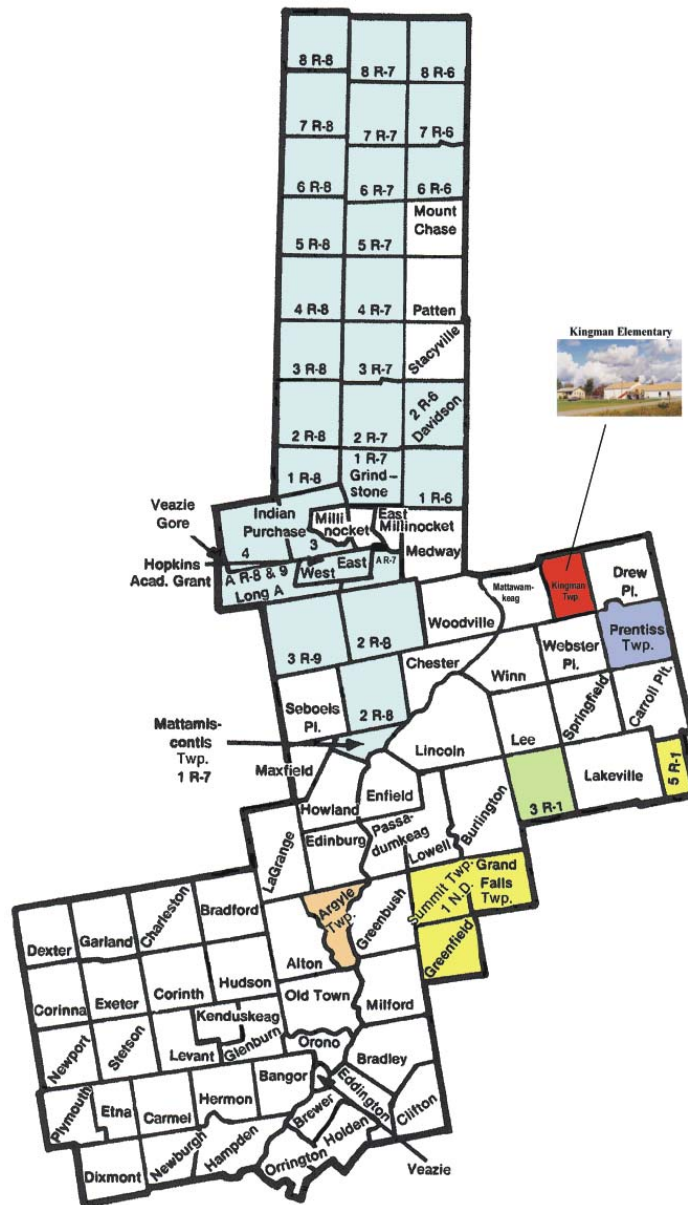 8 R-8
8 R-7
8 R-6
7 R-8
7 R-7
7 R-6
6 R-8
6 R-7
6 R-6
Mount
Chase
5 R-8
5 R-7
4 R-8
4 R-7
Patten
Kingman Elementary
3 R-8
3 R-7
Stacyville
2 R-8
2 R-7
2 R-6
Davidson
1 R-8
1 R-7
Grind-
stone
1 R-6
Veazie
Gore
Indian
Purchase
4
3
Milli
nocket
East
Millinocket
Medway
Hopkins
Acad. Grant
A R-8 & 9
Long A
West
East
A R-7
Mattawam-
keag
Kingman
Twp.
Drew
Pl.
Woodville
Prentiss
Twp.
3 R-9
2 R-8
Chester
Winn
Webster
Pl.
Springfield
Carroll Plt.
Seboeis
Pl.
2 R-8
Mattamis-
contis
Twp.
1 R-7
Lincoln
Lee
Lakeville
5 R-1
Maxfield
3 R-1
Howland
Enfield
Burlington
LaGrange
Edinburg
Passa-
dumkeag
Lowell
Summit Twp.
1 N.D.
Grand
Falls
Twp.
Argyle
Twp.
Greenbush
Greenfield
Dexter
Garland
Charleston
Bradford
Alton
Corinna
Exeter
Corinth
Hudson
Old Town
Milford
Newport
Stetson
Levant
Kenduskeag
Glenburn
Orono
Bradley
Plymouth
Etna
Carmel
Hermon
Bangor
Eddington
Clifton
Dixmont
Newburgh
Hampden
Brewer
Holden
Orrington
Veazie